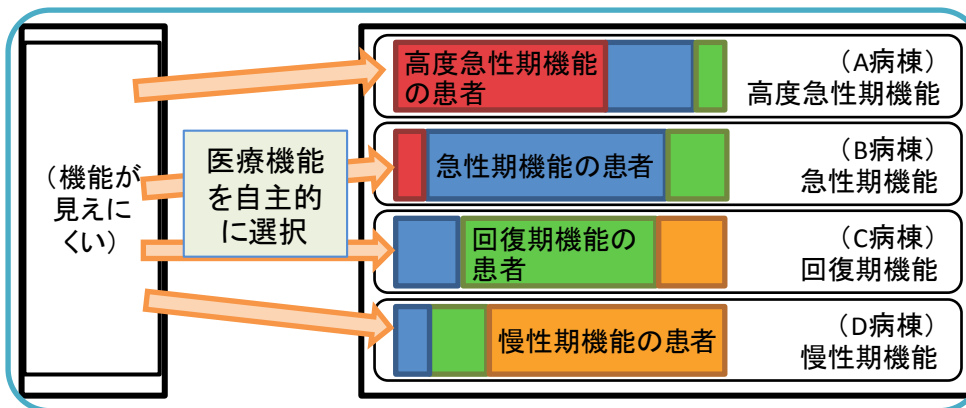 （機能が
見えに
くい）
医療機能
を自主的
に選択
高度急性期機能
の患者
（A病棟）
高度急性期機能
急性期機能の患者
（B病棟）
急性期機能
回復期機能の
患者
（C病棟）
回復期機能
慢性期機能の患者
（D病棟）
慢性期機能